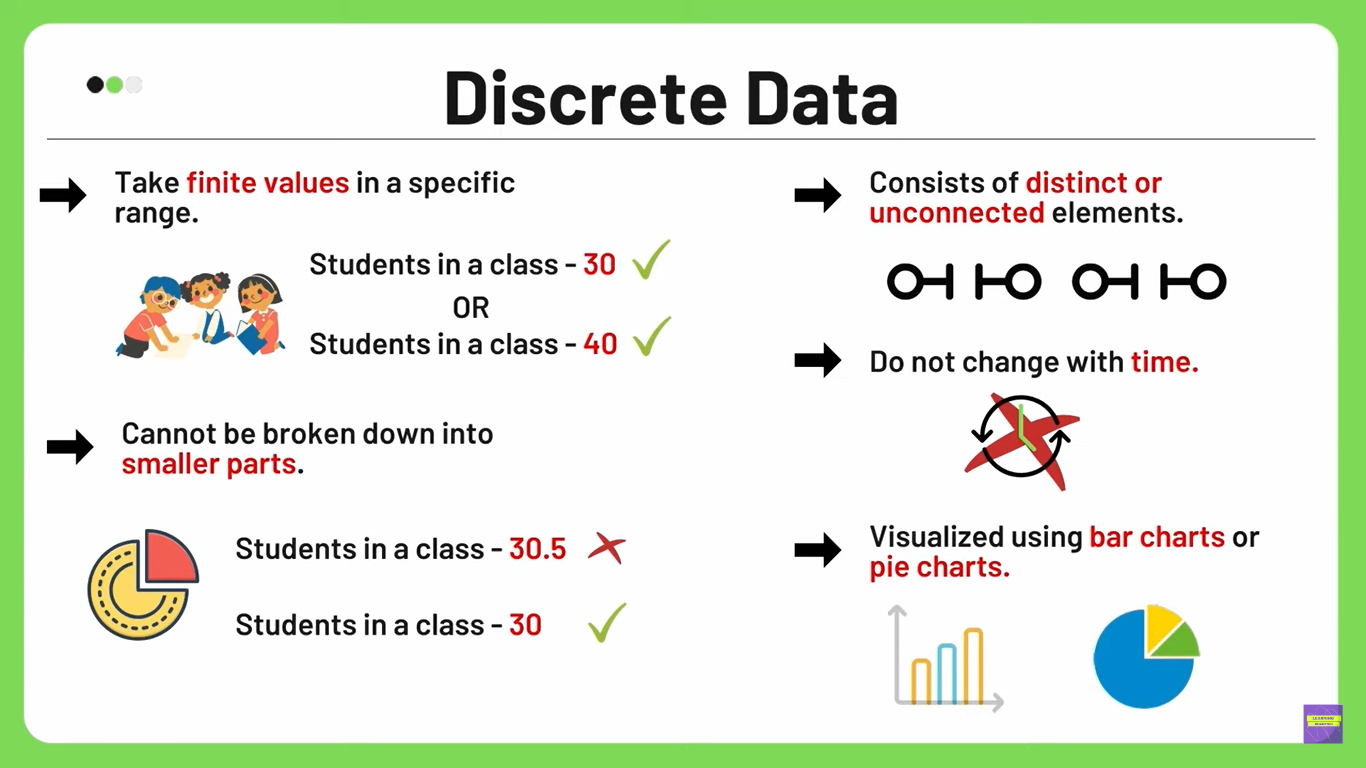 Discrete Data
Take finite values in a specific
range.
Students in a class - 30
OR
Students in a class - 40
Cannot be broken down into
smaller parts.
Students in a class - 30.5
Students in a class - 30
Consists of distinct or
unconnected elements.
Do not change with time.
Visualized using bar charts or
pie charts.